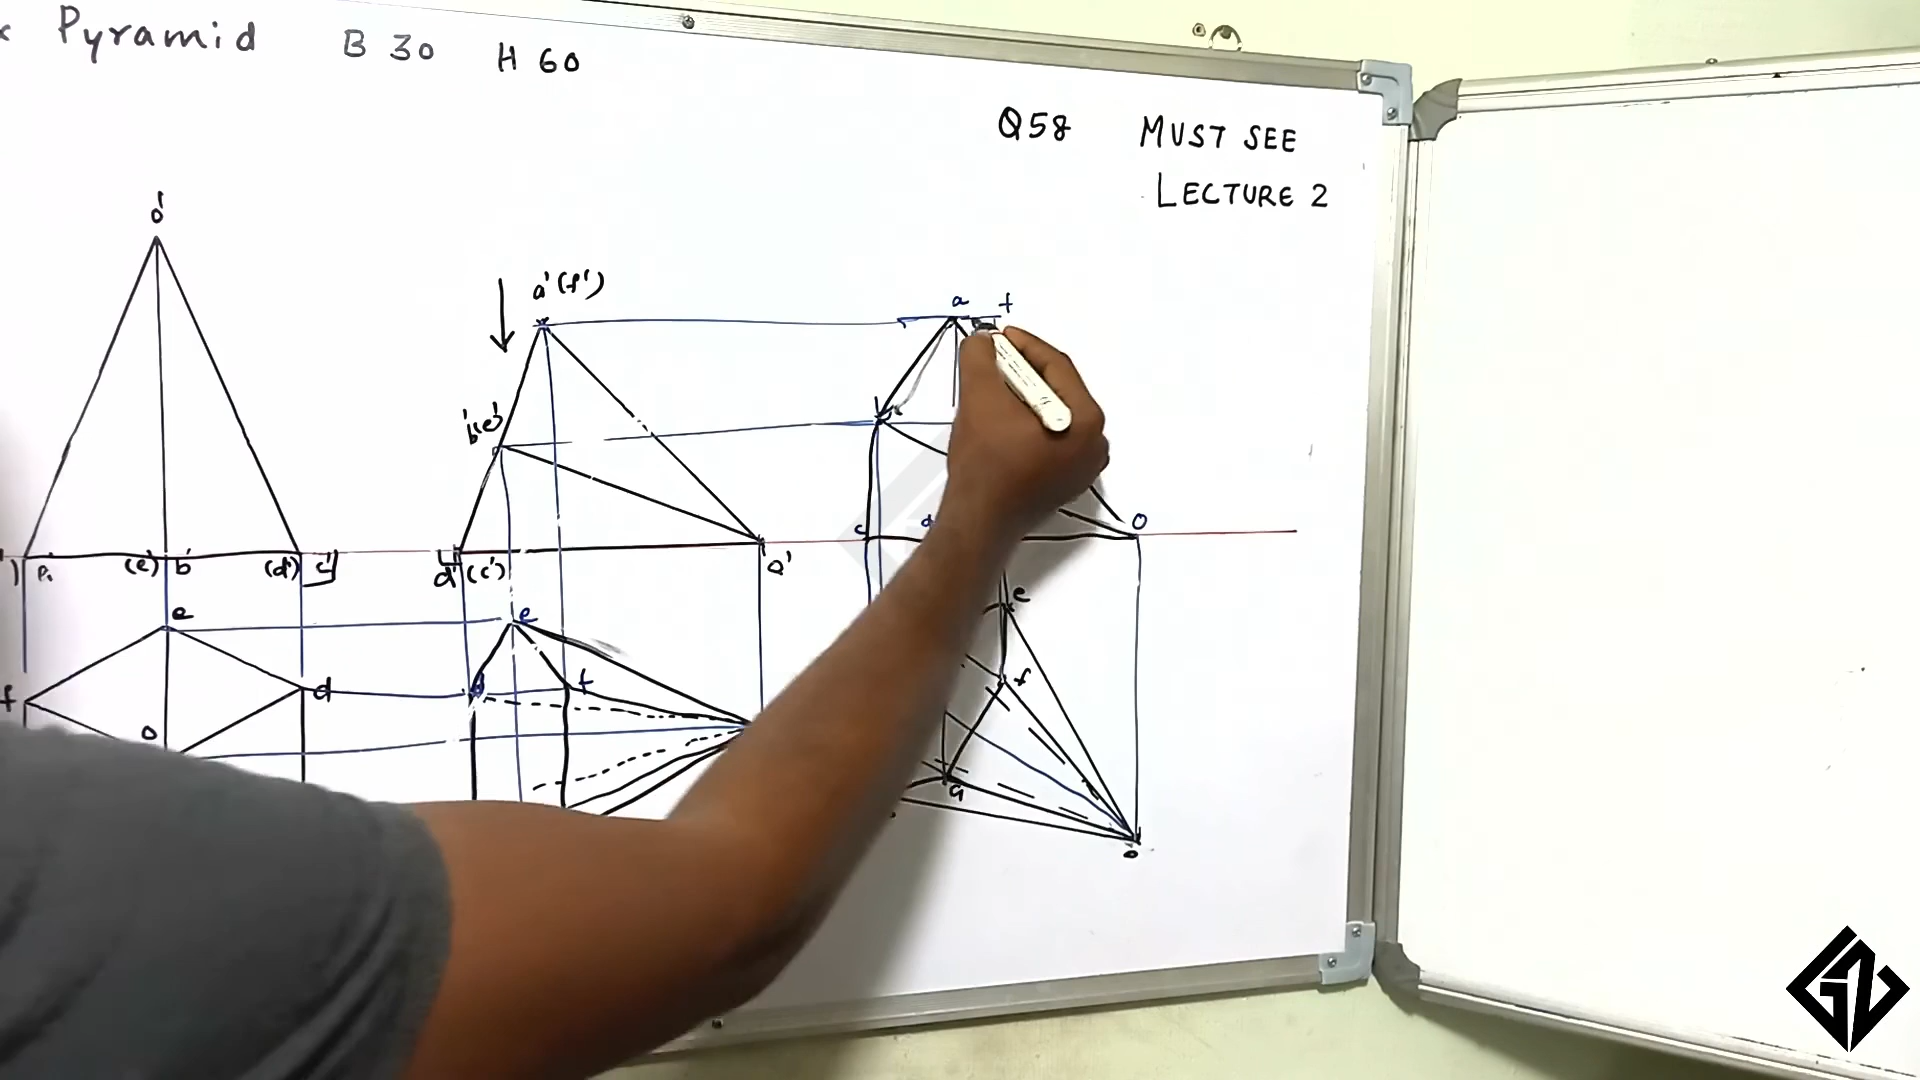 Pyramid B 30 H 60
Q58 MUST SEE
LECTURE 2
o'
a'(f')
a f
b'(e')
b
(e') b' (d') c'
d' (c')
o'
c
d
o
e
e
e
f
d
d
f
f
o
a
o